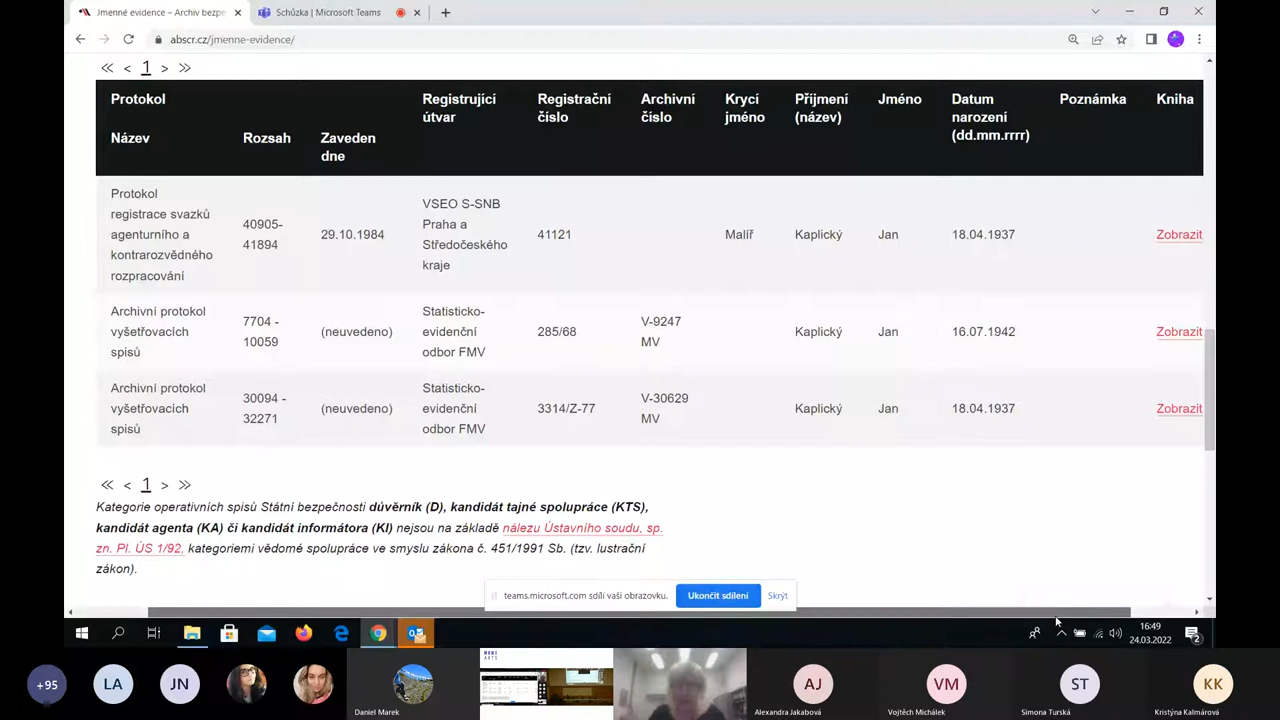 Jmenné evidence – Archiv bezpe
Schůzka | Microsoft Teams
abscr.cz/jmenne-evidence/
1
Protokol
Registrující útvar
Registrační číslo
Archivní číslo
Krycí jméno
Příjmení (název)
Jméno
Datum narození (dd.mm.rrrr)
Poznámka
Kniha
Název
Rozsah
Zaveden dne
Protokol registrace svazků agenturního a kontrarozvědného rozpracování
40905-41894
29.10.1984
VSEO S-SNB Praha a Středočeského kraje
41121
Malíř
Kaplický
Jan
18.04.1937
Zobrazit
Archivní protokol vyšetřovacích spisů
7704 - 10059
(neuvedeno)
Statisticko-evidenční odbor FMV
285/68
V-9247 MV
Kaplický
Jan
16.07.1942
Zobrazit
Archivní protokol vyšetřovacích spisů
30094 - 32271
(neuvedeno)
Statisticko-evidenční odbor FMV
3314/Z-77
V-30629 MV
Kaplický
Jan
18.04.1937
Zobrazit
1
Kategorie operativních spisů Státní bezpečnosti důvěrník (D), kandidát tajné spolupráce (KTS),
kandidát agenta (KA) či kandidát informátora (KI) nejsou na základě nálezu Ústavního soudu, sp.
zn. Pl. ÚS 1/92, kategoriemi vědomé spolupráce ve smyslu zákona č. 451/1991 Sb. (tzv. lustrační
zákon).
teams.microsoft.com sdílí vaši obrazovku.
Ukončit sdílení
Skrýt
16:49
24.03.2022
2
+95
LA
JN
Daniel Marek
MUNI
ARTS
AJ
Alexandra Jakabová
VM
Vojtěch Michálek
ST
Simona Turská
KK
Kristýna Kalmárová